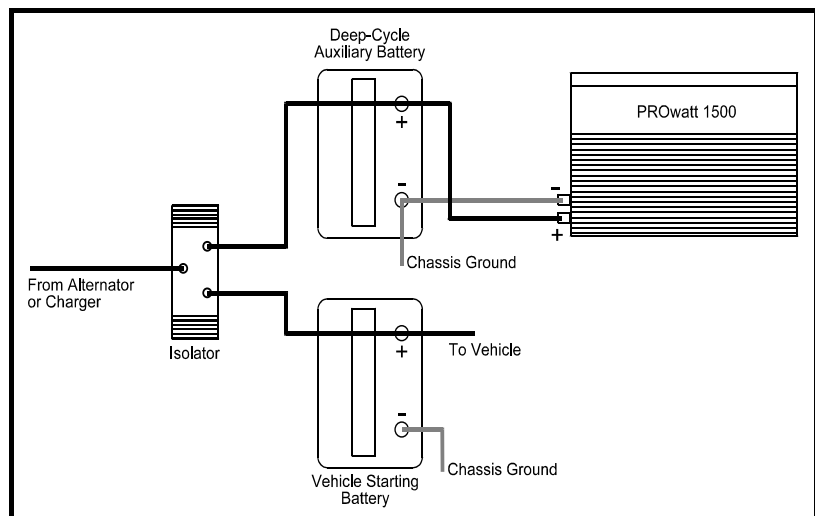 Deep-Cycle
Auxiliary Battery
PROwatt 1500
+
-
-
+
Chassis Ground
From Alternator
or Charger
Isolator
+
To Vehicle
-
Chassis Ground
Vehicle Starting
Battery